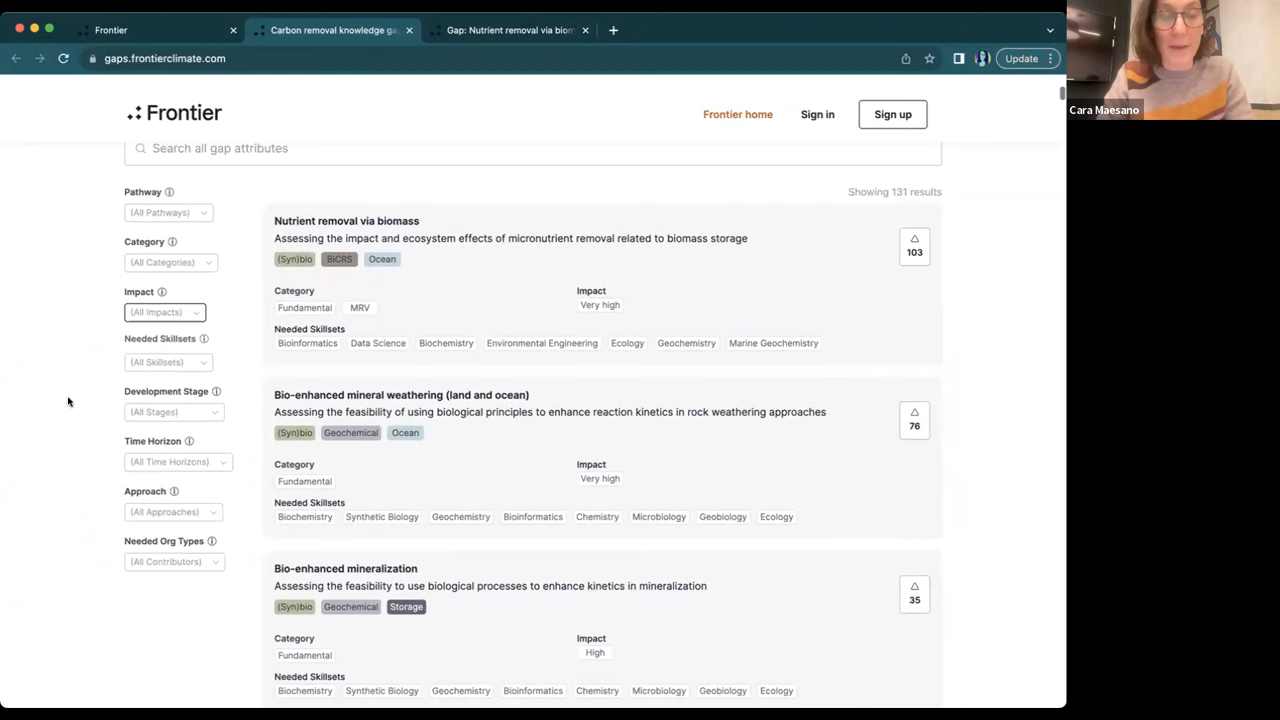 Frontier
Carbon removal knowledge ga
Gap: Nutrient removal via biom
gaps.frontierclimate.com
Update
Cara Maesano
Frontier
Frontier home
Sign in
Sign up
Search all gap attributes
Showing 131 results
Pathway
(All Pathways)
Category
(All Categories)
Impact
(All Impacts)
Needed Skillsets
(All Skillsets)
Development Stage
(All Stages)
Time Horizon
(All Time Horizons)
Approach
(All Approaches)
Needed Org Types
(All Contributors)
Nutrient removal via biomass
Assessing the impact and ecosystem effects of micronutrient removal related to biomass storage
(Syn)bio BiCRS Ocean
103
Category Impact
Fundamental MRV Very high
Needed Skillsets
Bioinformatics Data Science Biochemistry Environmental Engineering Ecology Geochemistry Marine Geochemistry
Bio-enhanced mineral weathering (land and ocean)
Assessing the feasibility of using biological principles to enhance reaction kinetics in rock weathering approaches
(Syn)bio Geochemical Ocean
76
Category Impact
Fundamental Very high
Needed Skillsets
Biochemistry Synthetic Biology Geochemistry Bioinformatics Chemistry Microbiology Geobiology Ecology
Bio-enhanced mineralization
Assessing the feasibility to use biological processes to enhance kinetics in mineralization
(Syn)bio Geochemical Storage
35
Category Impact
Fundamental High
Needed Skillsets
Biochemistry Synthetic Biology Geochemistry Bioinformatics Chemistry Microbiology Geobiology Ecology